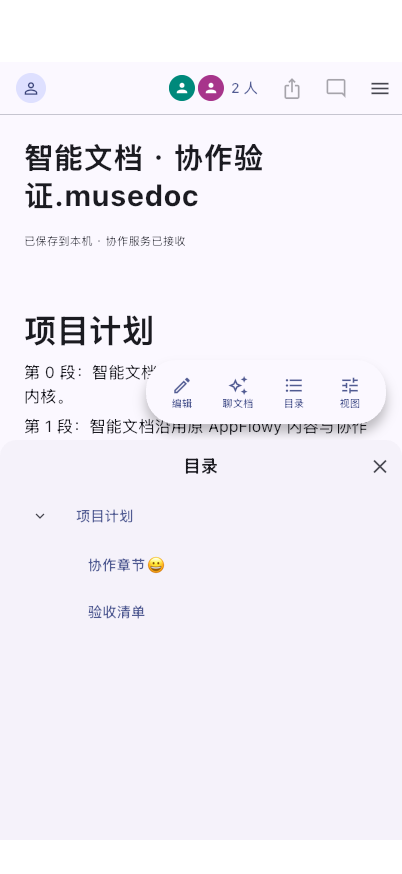 2 人
智能文档 · 协作验
证.musedoc
已保存到本机 · 协作服务已接收
项目计划
第 0 段：智能文档
内核。
编辑
聊文档
目录
视图
第 1 段：智能文档沿用原 AppFlowy 内容与协作
目录
项目计划
协作章节😀
验收清单